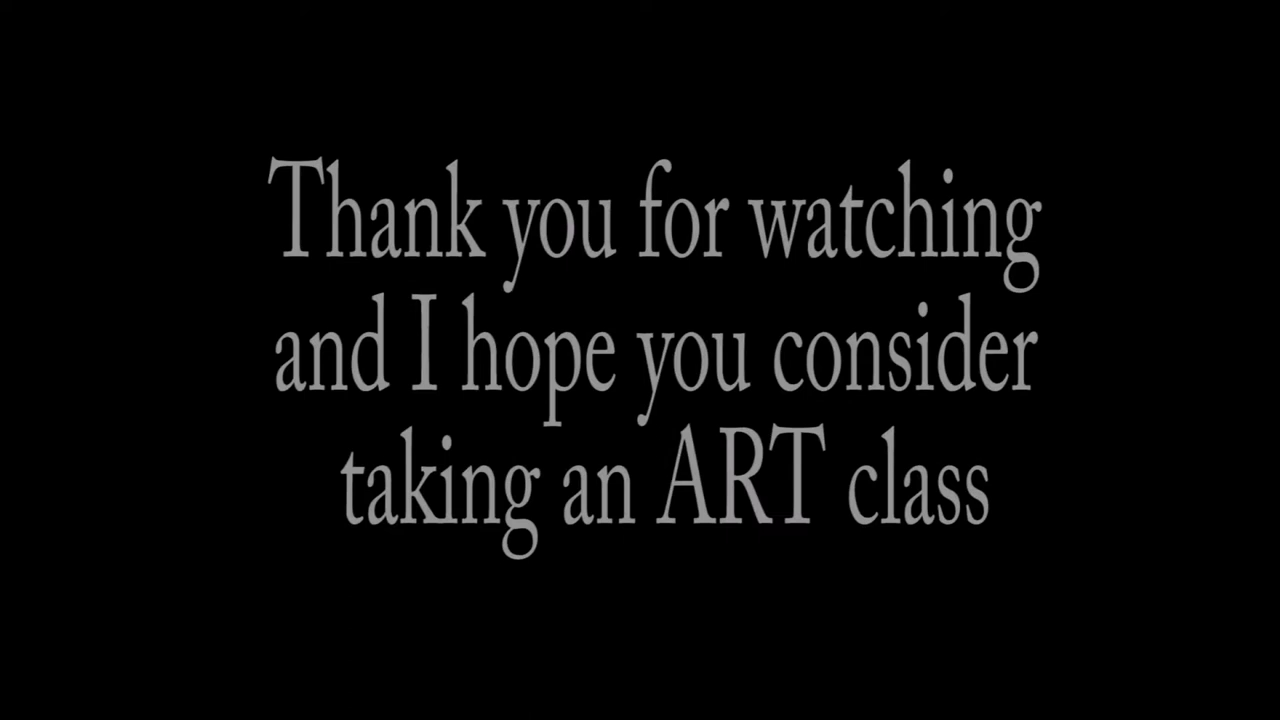 Thank you for watching
and I hope you consider
taking an ART class